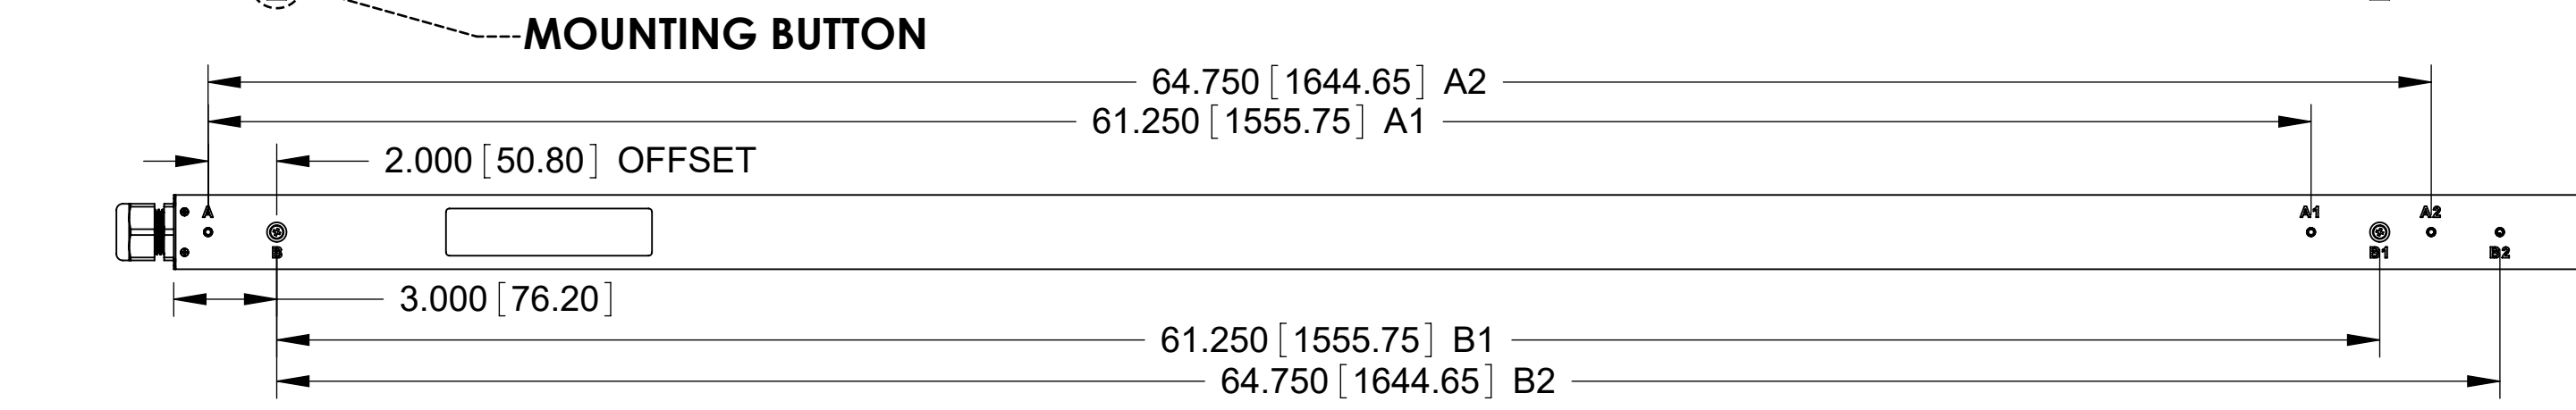 MOUNTING BUTTON
64.750 [1644.65] A2
61.250 [1555.75] A1
2.000 [50.80] OFFSET
A
A1
A2
B
B1
B2
3.000 [76.20]
61.250 [1555.75] B1
64.750 [1644.65] B2